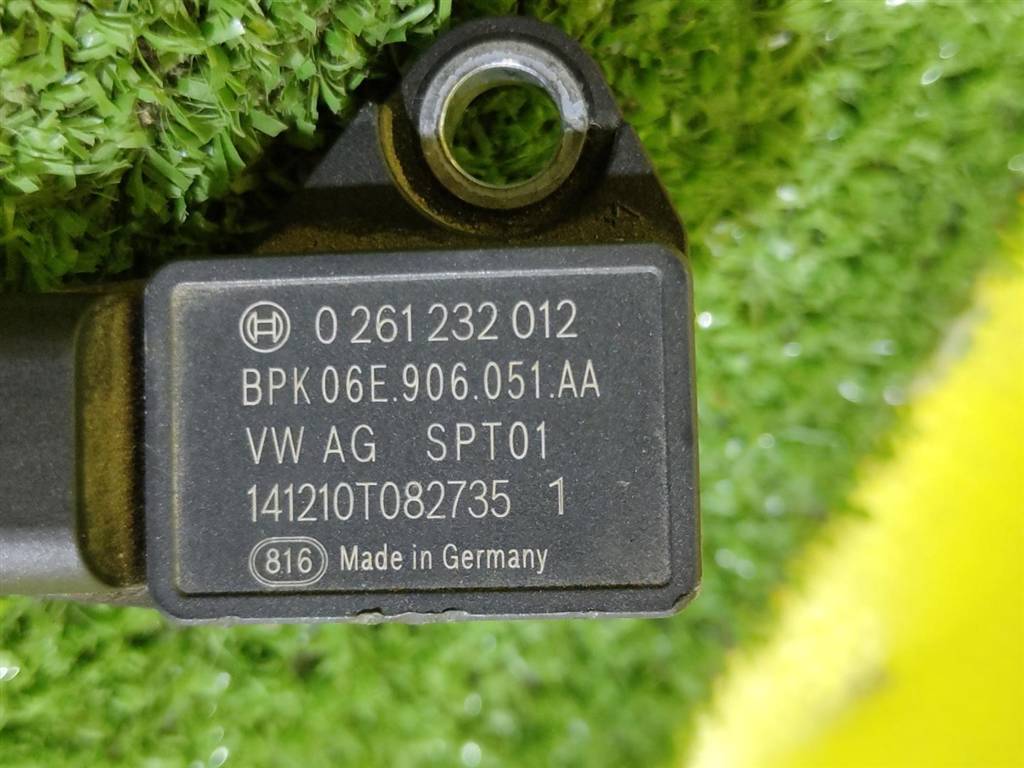 0 261 232 012
BPK 06E.906.051.AA
VW AG SPT01
141210T082735 1
816 Made in Germany